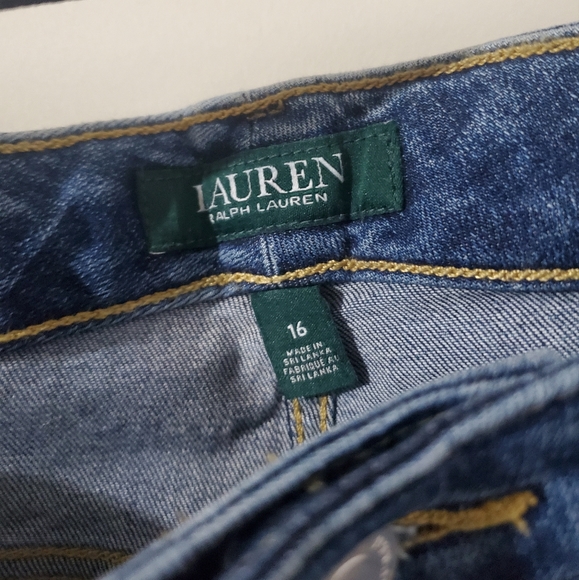 LAUREN
RALPH LAUREN
16
MADE IN
SRI LANKA
FABRIQUÉ AU
SRI LANKA